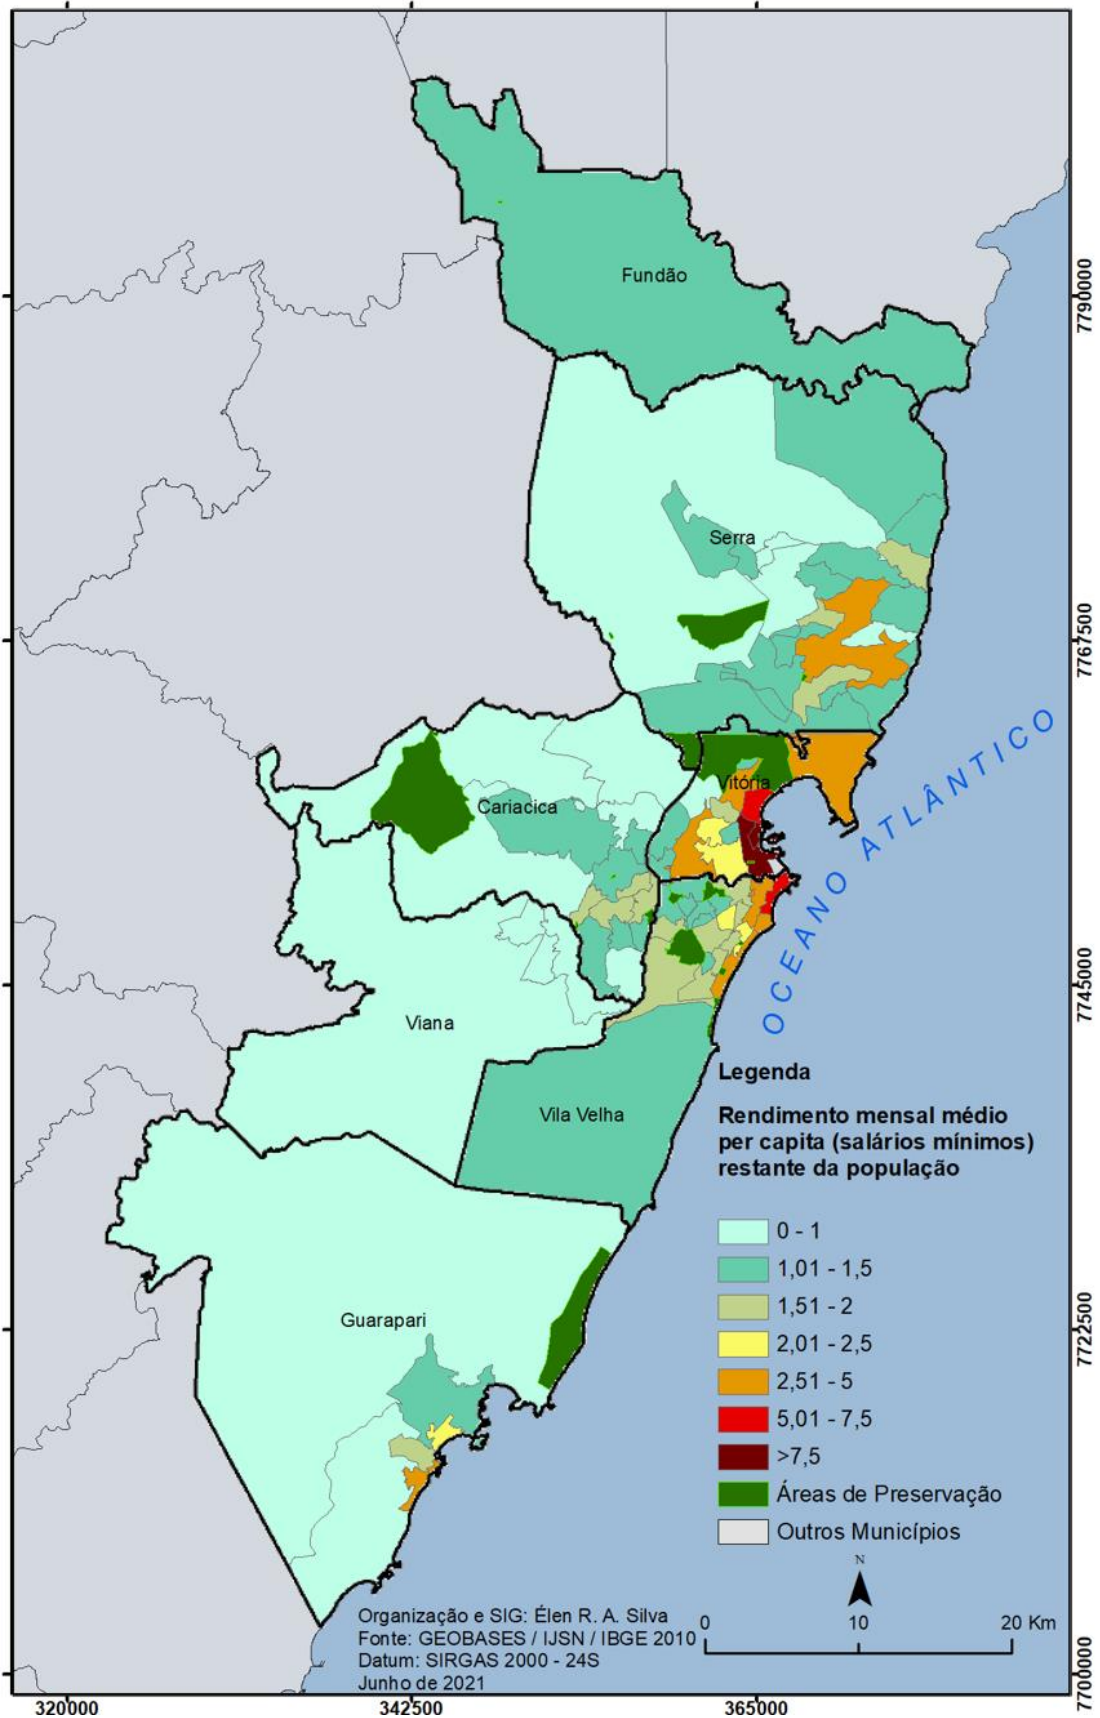 Fundão
7790000
Serra
7767500
Vitória
Cariacica
OCEANO ATLÂNTICO
7745000
Viana
Legenda
Vila Velha
Rendimento mensal médio
per capita (salários mínimos)
restante da população
0 - 1
1,01 - 1,5
1,51 - 2
Guarapari
7722500
2,01 - 2,5
2,51 - 5
5,01 - 7,5
>7,5
Áreas de Preservação
Outros Municípios
N
Organização e SIG: Élen R. A. Silva
Fonte: GEOBASES / IJSN / IBGE 2010
Datum: SIRGAS 2000 - 24S
Junho de 2021
0 10 20 Km
7700000
320000 342500 365000